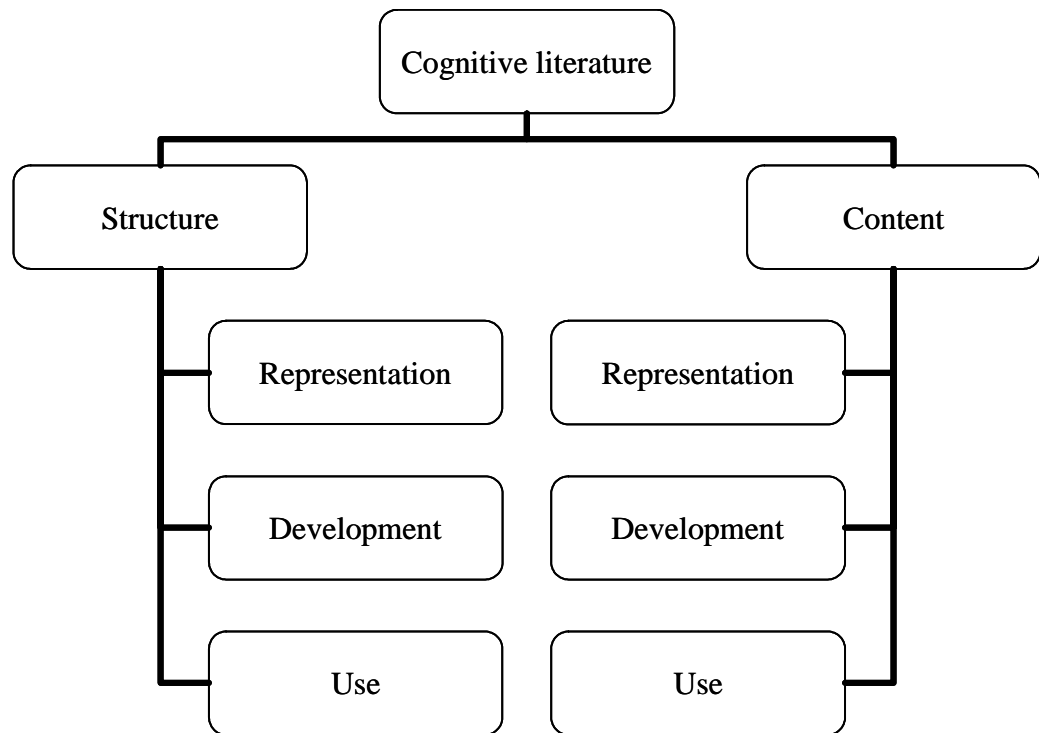 Cognitive literature
Structure
Content
Representation
Representation
Development
Development
Use
Use